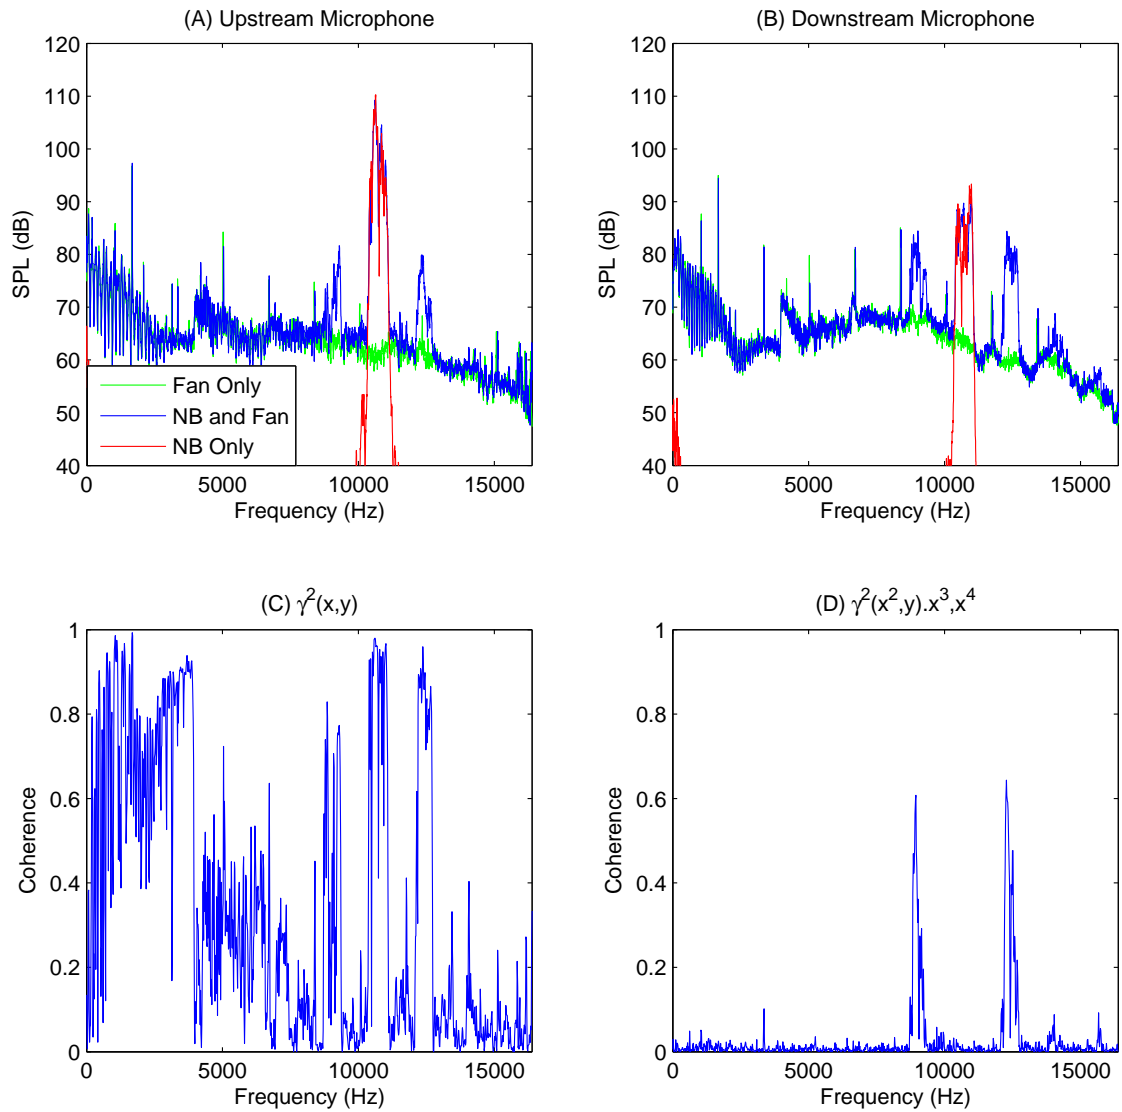 (A) Upstream Microphone
120
110
100
90
80
70
60
50
40
SPL (dB)
Fan Only
NB and Fan
NB Only
0 5000 10000 15000
Frequency (Hz)
(B) Downstream Microphone
120
110
100
90
80
70
60
50
40
SPL (dB)
0 5000 10000 15000
Frequency (Hz)
(C) γ²(x,y)
1
0.8
0.6
0.4
0.2
0
Coherence
0 5000 10000 15000
Frequency (Hz)
(D) γ²(x²,y).x³,x⁴
1
0.8
0.6
0.4
0.2
0
Coherence
0 5000 10000 15000
Frequency (Hz)